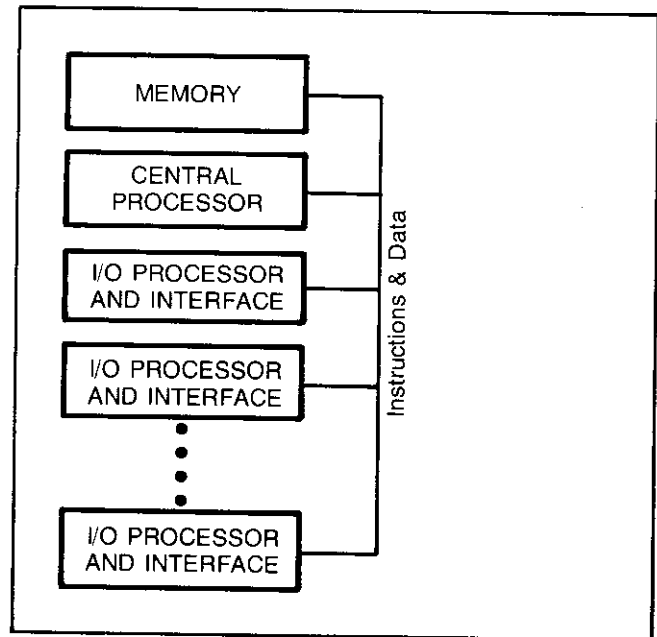 MEMORY
CENTRAL
PROCESSOR
I/O PROCESSOR
AND INTERFACE
I/O PROCESSOR
AND INTERFACE
I/O PROCESSOR
AND INTERFACE
Instructions & Data